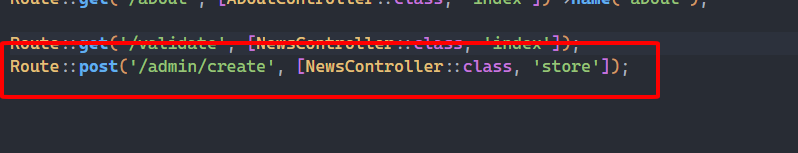 Route::get('/about', [AboutController::class, 'index'])->name('about');
Route::get('/validate', [NewsController::class, 'index']);
Route::post('/admin/create', [NewsController::class, 'store']);